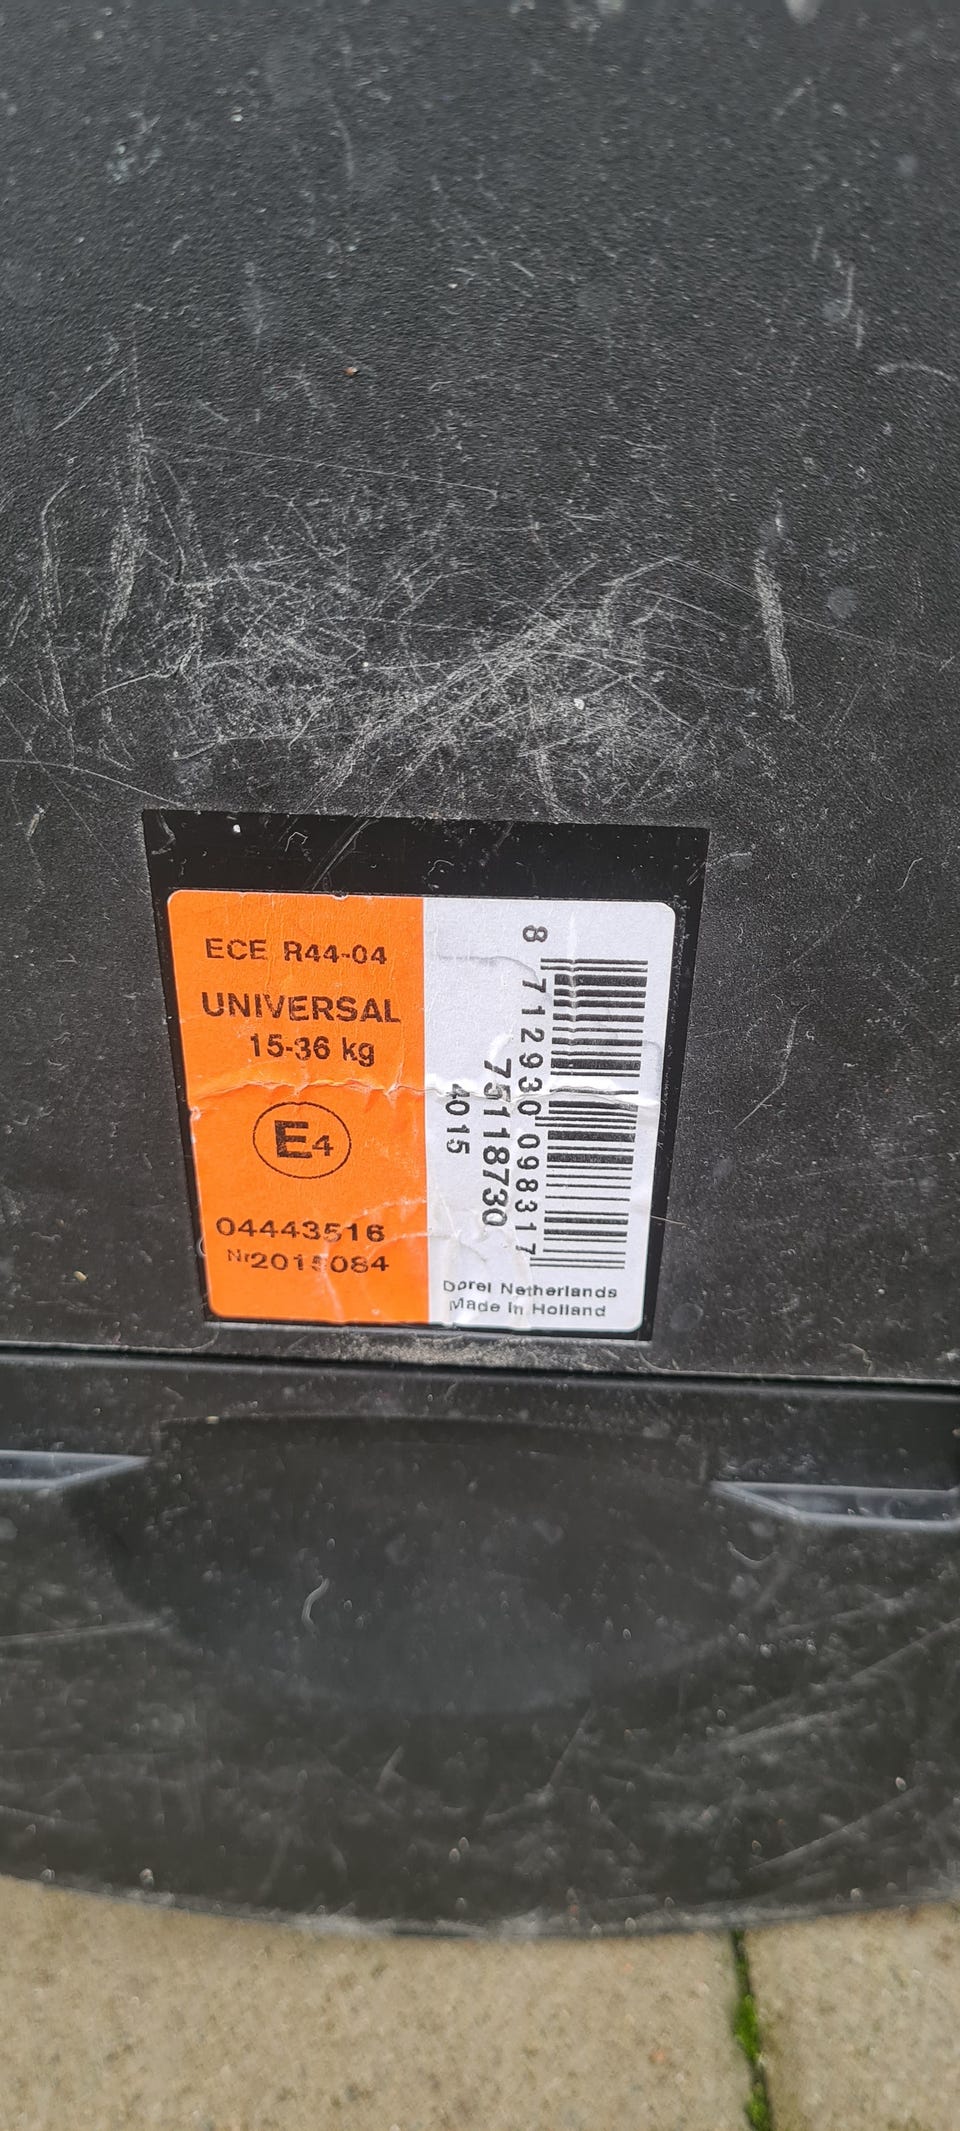 ECE R44-04
UNIVERSAL
15-36 kg
E4
04443516
Nr2015084
8 712930 098317
75118730
4015
Dorel Netherlands
Made in Holland